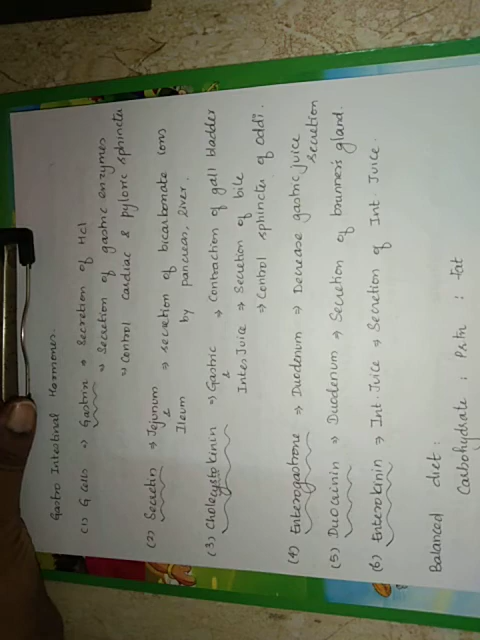 Gastro Intestinal Hormones.
(1) G cells ⇒ Gastrin ⇒ Secretion of Hcl
⇒ Secretion of gastric enzymes
⇒ Control cardiac & pyloric sphincter
(2) Secretin ⇒ Jejunum & Ileum ⇒ secretion of bicarbonate ions
by pancreas, liver.
(3) Cholecystokinin ⇒ Gastric & Intes Juice ⇒ Contraction of gall bladder
⇒ Secretion of bile
⇒ Control sphincter of oddi.
(4) Enterogastrone ⇒ Duodenum ⇒ Decrease gastric juice
secretion
(5) Duocrinin ⇒ Duodenum ⇒ Secretion of brunner's gland.
(6) Enterokinin ⇒ Int. Juice ⇒ Secretion of Int. Juice.
Balanced diet:
Carbohydrate : Prtn : fat